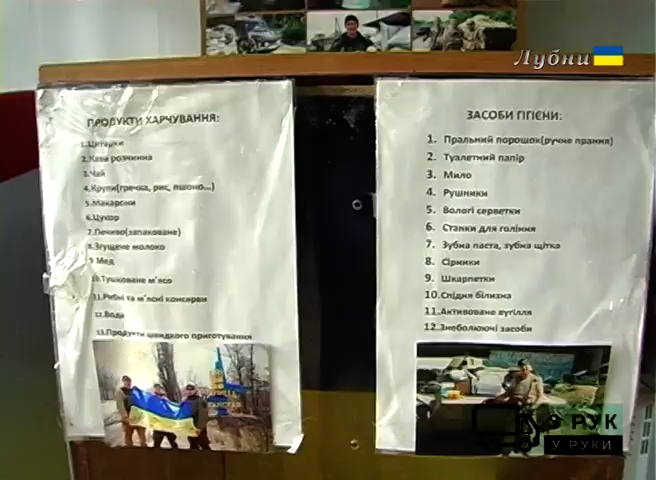 Лубни
ПРОДУКТИ ХАРЧУВАННЯ:
1.Цигарки
2.Кава розчинна
3.Чай
4.Крупи(гречка, рис, пшоно...)
5.Макарони
6.Цукор
7.Печиво(запаковане)
8.Згущене молоко
9.Мед
10.Тушковане м'ясо
11.Рибні та м'ясні консерви
12.Вода
13.Продукти швидкого приготування
ЗАСОБИ ГІГІЄНИ:
1. Пральний порошок(ручне прання)
2. Туалетний папір
3. Мило
4. Рушники
5. Вологі серветки
6. Станки для гоління
7. Зубна паста, зубна щітка
8. Сірники
9. Шкарпетки
10.Спідня білизна
11.Активоване вугілля
12.Знеболюючі засоби
З РУК
У РУКИ